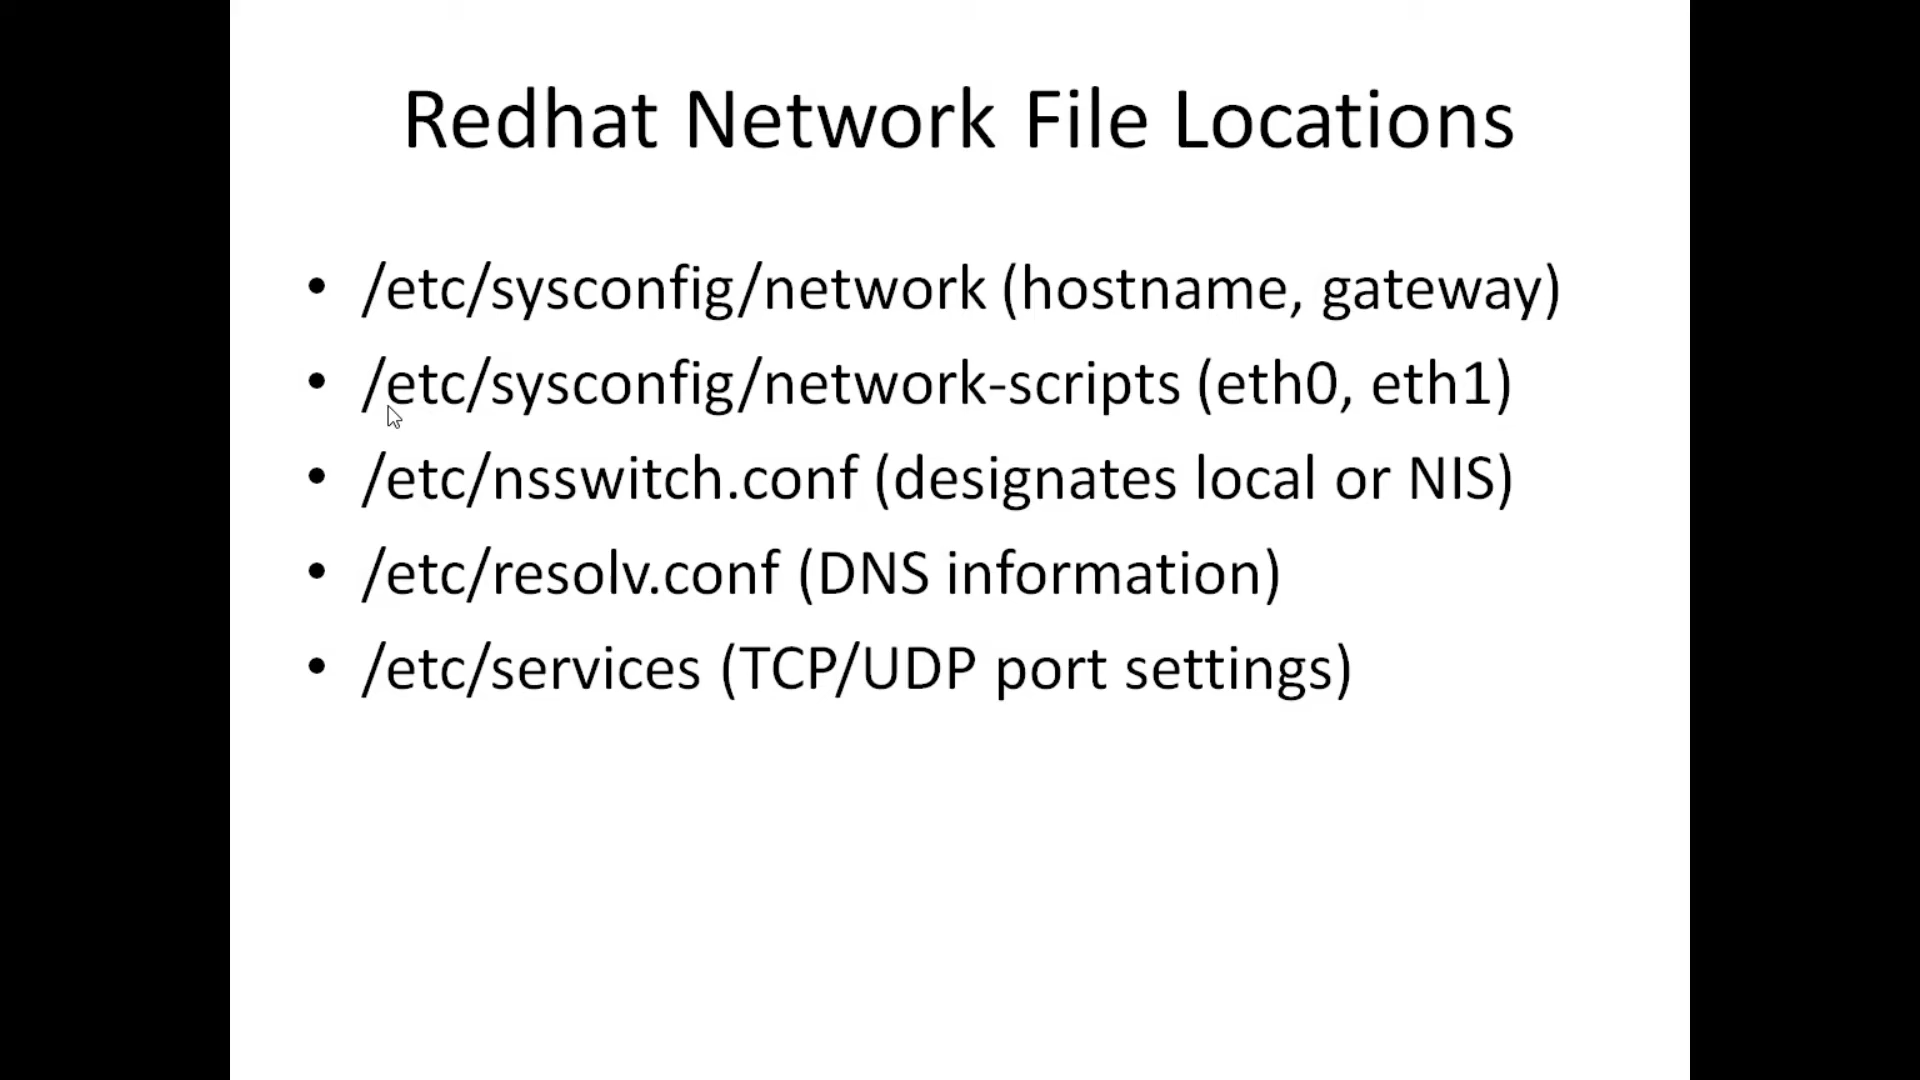 Redhat Network File Locations
• /etc/sysconfig/network (hostname, gateway)
• /etc/sysconfig/network-scripts (eth0, eth1)
• /etc/nsswitch.conf (designates local or NIS)
• /etc/resolv.conf (DNS information)
• /etc/services (TCP/UDP port settings)